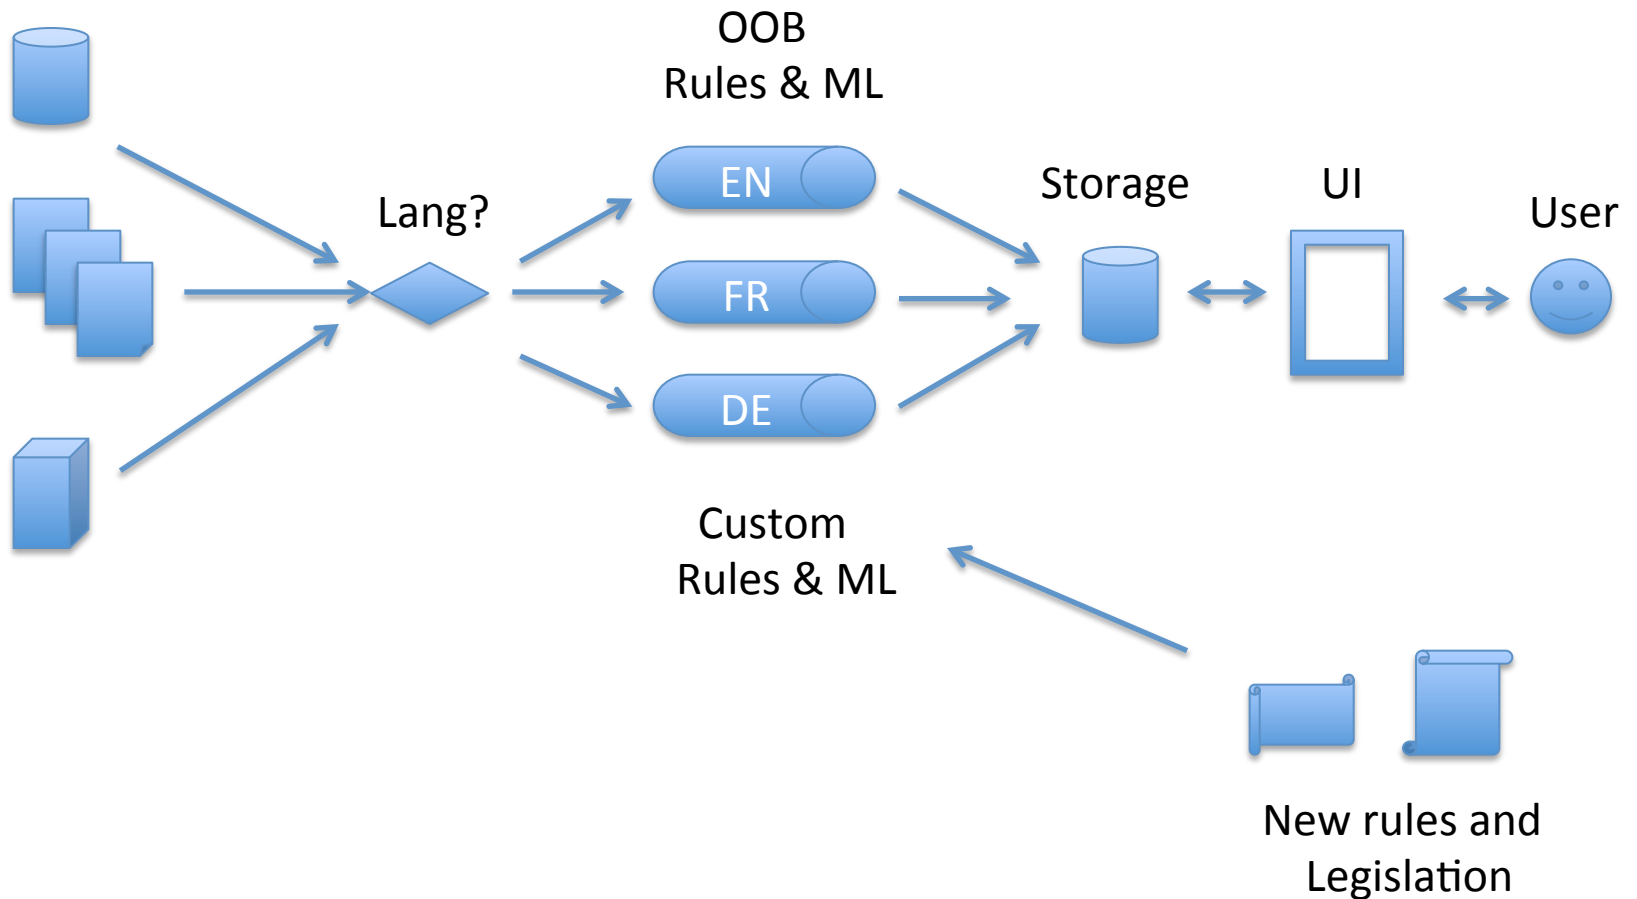 OOB
Rules & ML
Lang?
EN
FR
DE
Storage
UI
User
Custom
Rules & ML
New rules and
Legislation